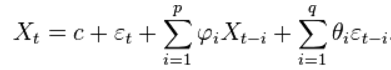 $X_t = c + \varepsilon_t + \sum_{i=1}^{p} \varphi_i X_{t-i} + \sum_{i=1}^{q} \theta_i \varepsilon_{t-i}.$